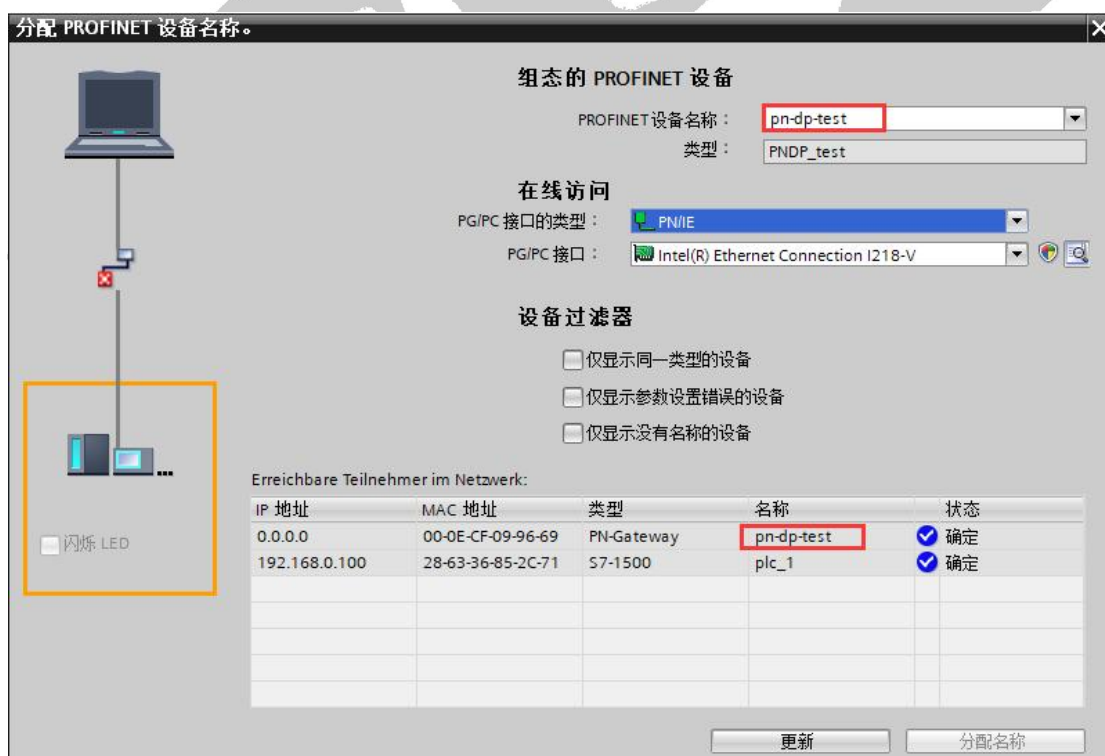 分配 PROFINET 设备名称。
组态的 PROFINET 设备
PROFINET设备名称： pn-dp-test
类型： PNDP_test
在线访问
PG/PC 接口的类型： PN/IE
PG/PC 接口： Intel(R) Ethernet Connection I218-V
设备过滤器
仅显示同一类型的设备
仅显示参数设置错误的设备
仅显示没有名称的设备
闪烁 LED
Erreichbare Teilnehmer im Netzwerk:
IP 地址 MAC 地址 类型 名称 状态
0.0.0.0 00-0E-CF-09-96-69 PN-Gateway pn-dp-test 确定
192.168.0.100 28-63-36-85-2C-71 S7-1500 plc_1 确定
更新 分配名称